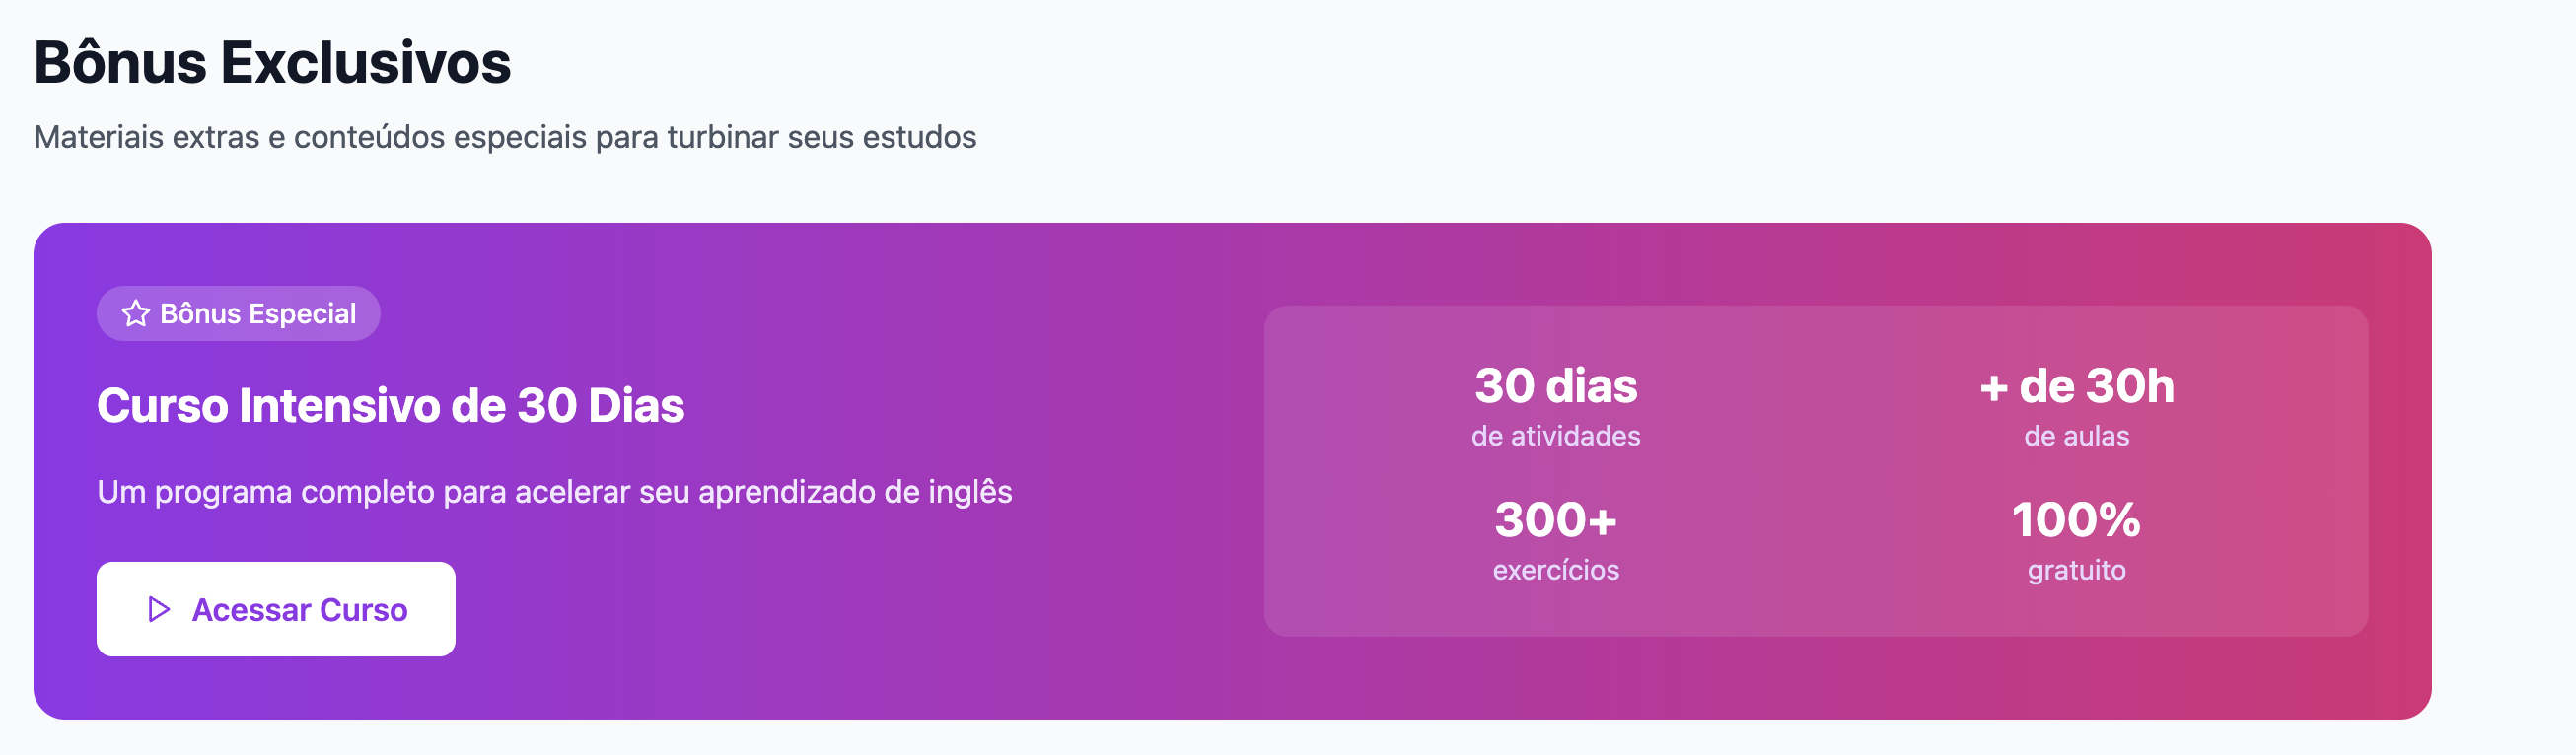 Bônus Exclusivos
Materiais extras e conteúdos especiais para turbinar seus estudos
Bônus Especial
Curso Intensivo de 30 Dias
Um programa completo para acelerar seu aprendizado de inglês
Acessar Curso
30 dias
de atividades
+ de 30h
de aulas
300+
exercícios
100%
gratuito